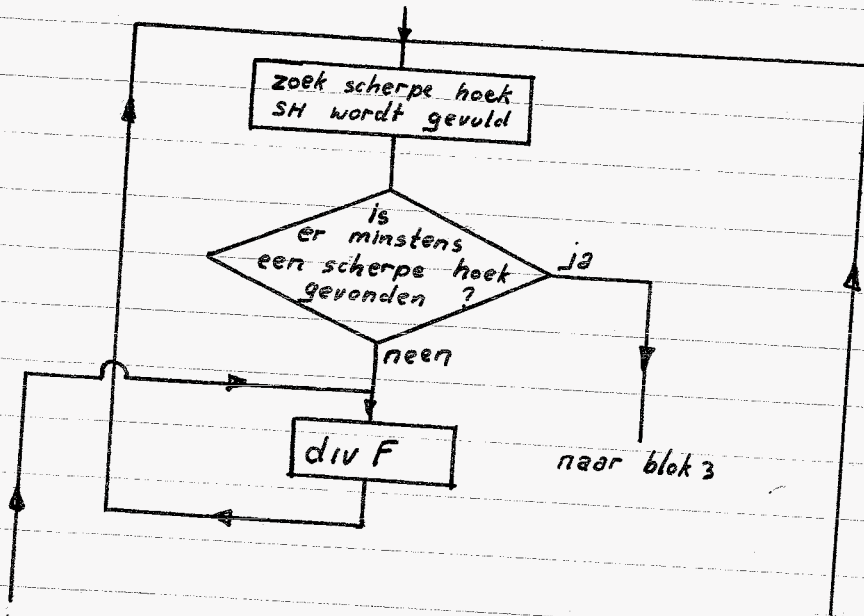 zoek scherpe hoek
SH wordt gevuld
is
er minstens
een scherpe hoek
gevonden ?
ja
neen
div F
naar blok 3